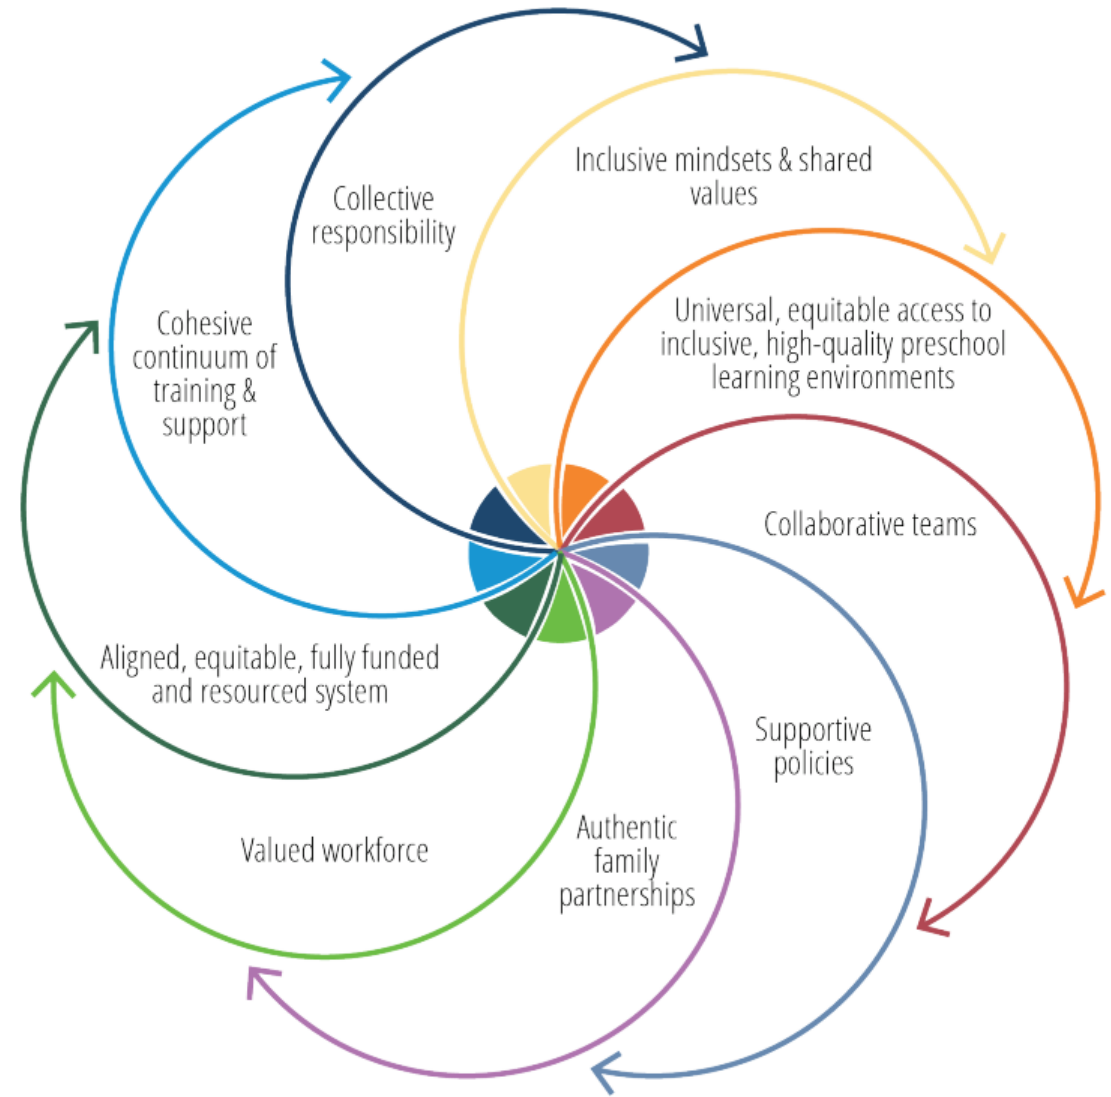 Inclusive mindsets & shared
values
Universal, equitable access to
inclusive, high-quality preschool
learning environments
Collaborative teams
Supportive
policies
Authentic
family
partnerships
Valued workforce
Aligned, equitable, fully funded
and resourced system
Cohesive
continuum of
training &
support
Collective
responsibility